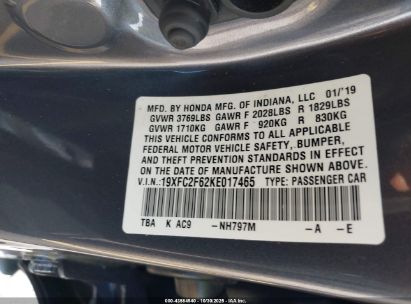 MFD. BY HONDA MFG. OF INDIANA, LLC 01/'19
GVWR 3769LBS GAWR F 2028LBS R 1829LBS
GVWR 1710KG GAWR F 920KG R 830KG
THIS VEHICLE CONFORMS TO ALL APPLICABLE
FEDERAL MOTOR VEHICLE SAFETY, BUMPER,
AND THEFT PREVENTION STANDARDS IN EFFECT
ON THE DATE OF MANUFACTURE SHOWN ABOVE.
V.I.N.:19XFC2F62KE017465 TYPE: PASSENGER CAR
TBA K AC9 -NH797M -A -E